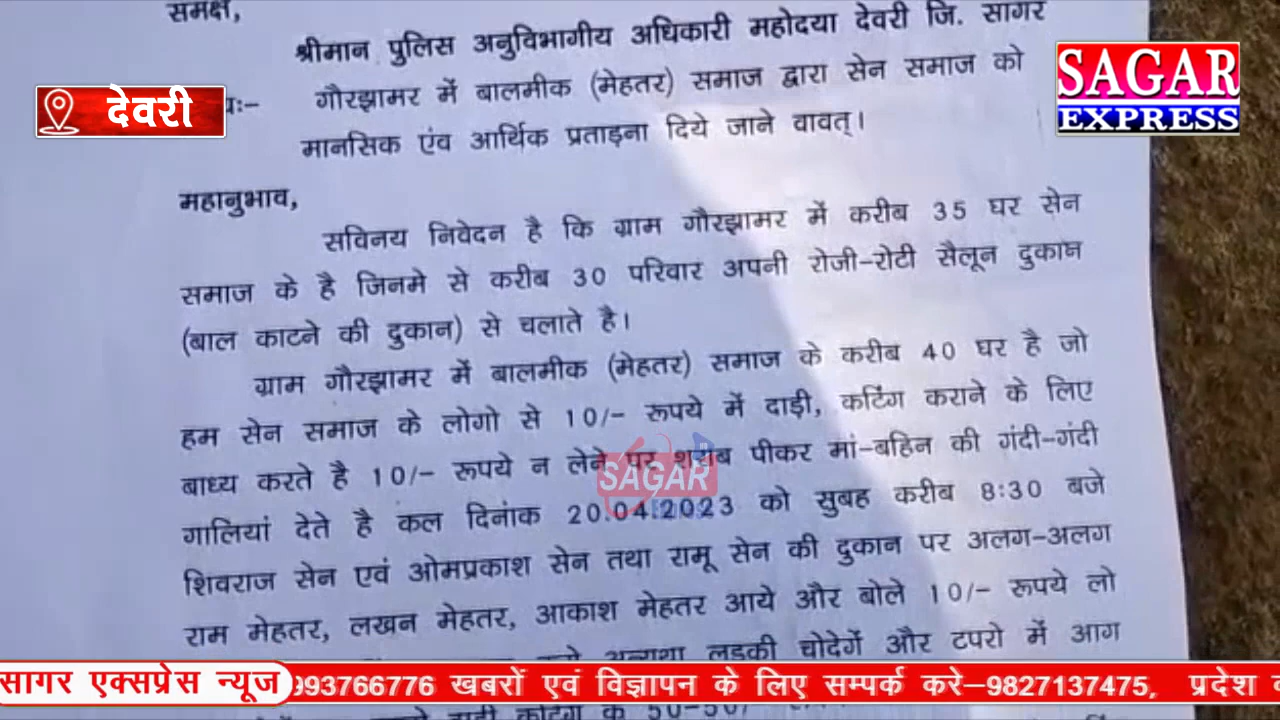 समक्ष,
श्रीमान पुलिस अनुविभागीय अधिकारी महोदया देवरी जि. सागर
SAGAR
EXPRESS
देवरी
यः- गौरझामर में बालमीक (मेहतर) समाज द्वारा सेन समाज को
मानसिक एंव आर्थिक प्रताड़ना दिये जाने वावत्।
महानुभाव,
सविनय निवेदन है कि ग्राम गौरझामर में करीब 35 घर सेन
समाज के है जिनमे से करीब 30 परिवार अपनी रोजी-रोटी सैलून दुकान
(बाल काटने की दुकान) से चलाते है।
ग्राम गौरझामर में बालमीक (मेहतर) समाज के करीब 40 घर है जो
हम सेन समाज के लोगो से 10/- रूपये में दाड़ी, कटिंग कराने के लिए
बाध्य करते है 10/- रूपये न लेने पर शराब पीकर मां-बहिन की गंदी-गंदी
SAGAR
गालियां देते है कल दिनांक 20.04.2023 को सुबह करीब 8:30 बजे
शिवराज सेन एवं ओमप्रकाश सेन तथा रामू सेन की दुकान पर अलग-अलग
राम मेहतर, लखन मेहतर, आकाश मेहतर आये और बोले 10/- रूपये लो
अन्यथा लड़की चोदेगें और टपरो में आग
सागर एक्सप्रेस न्यूज
993766776 खबरों एवं विज्ञापन के लिए सम्पर्क करे–9827137475, प्रदेश